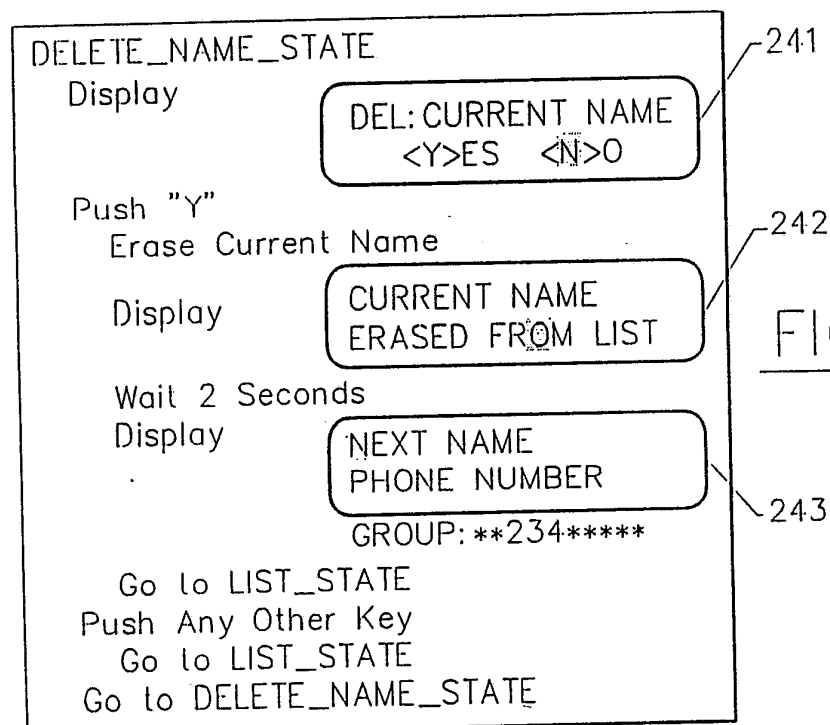 DELETE_NAME_STATE
241
Display
DEL: CURRENT NAME
<Y>ES <N>O
Push "Y"
242
Erase Current Name
Display
CURRENT NAME
ERASED FROM LIST
Wait 2 Seconds
Display
NEXT NAME
PHONE NUMBER
243
GROUP: **234*****
Go to LIST_STATE
Push Any Other Key
Go to LIST_STATE
Go to DELETE_NAME_STATE